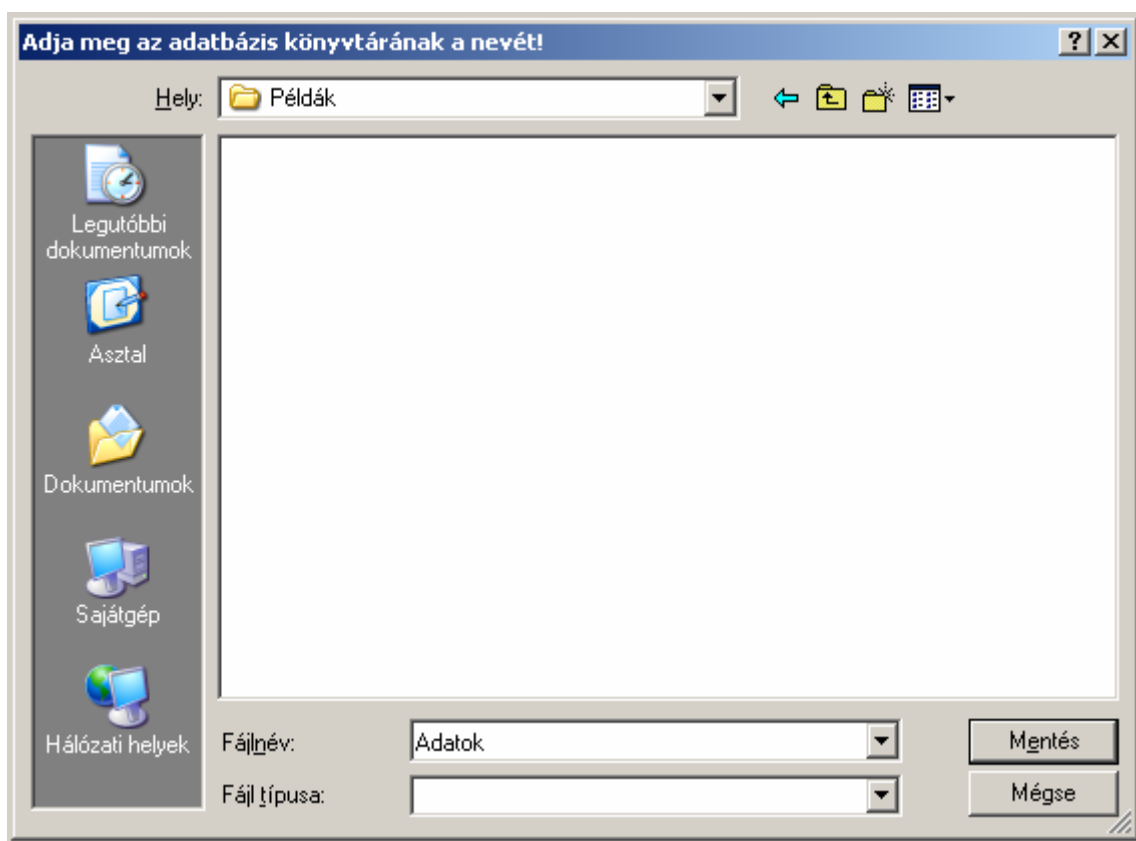 Adja meg az adatbázis könyvtárának a nevét!
Hely:
Példák
Legutóbbi
dokumentumok
Asztal
Dokumentumok
Sajátgép
Hálózati helyek
Fájlnév:
Adatok
Mentés
Fájl típusa:
Mégse